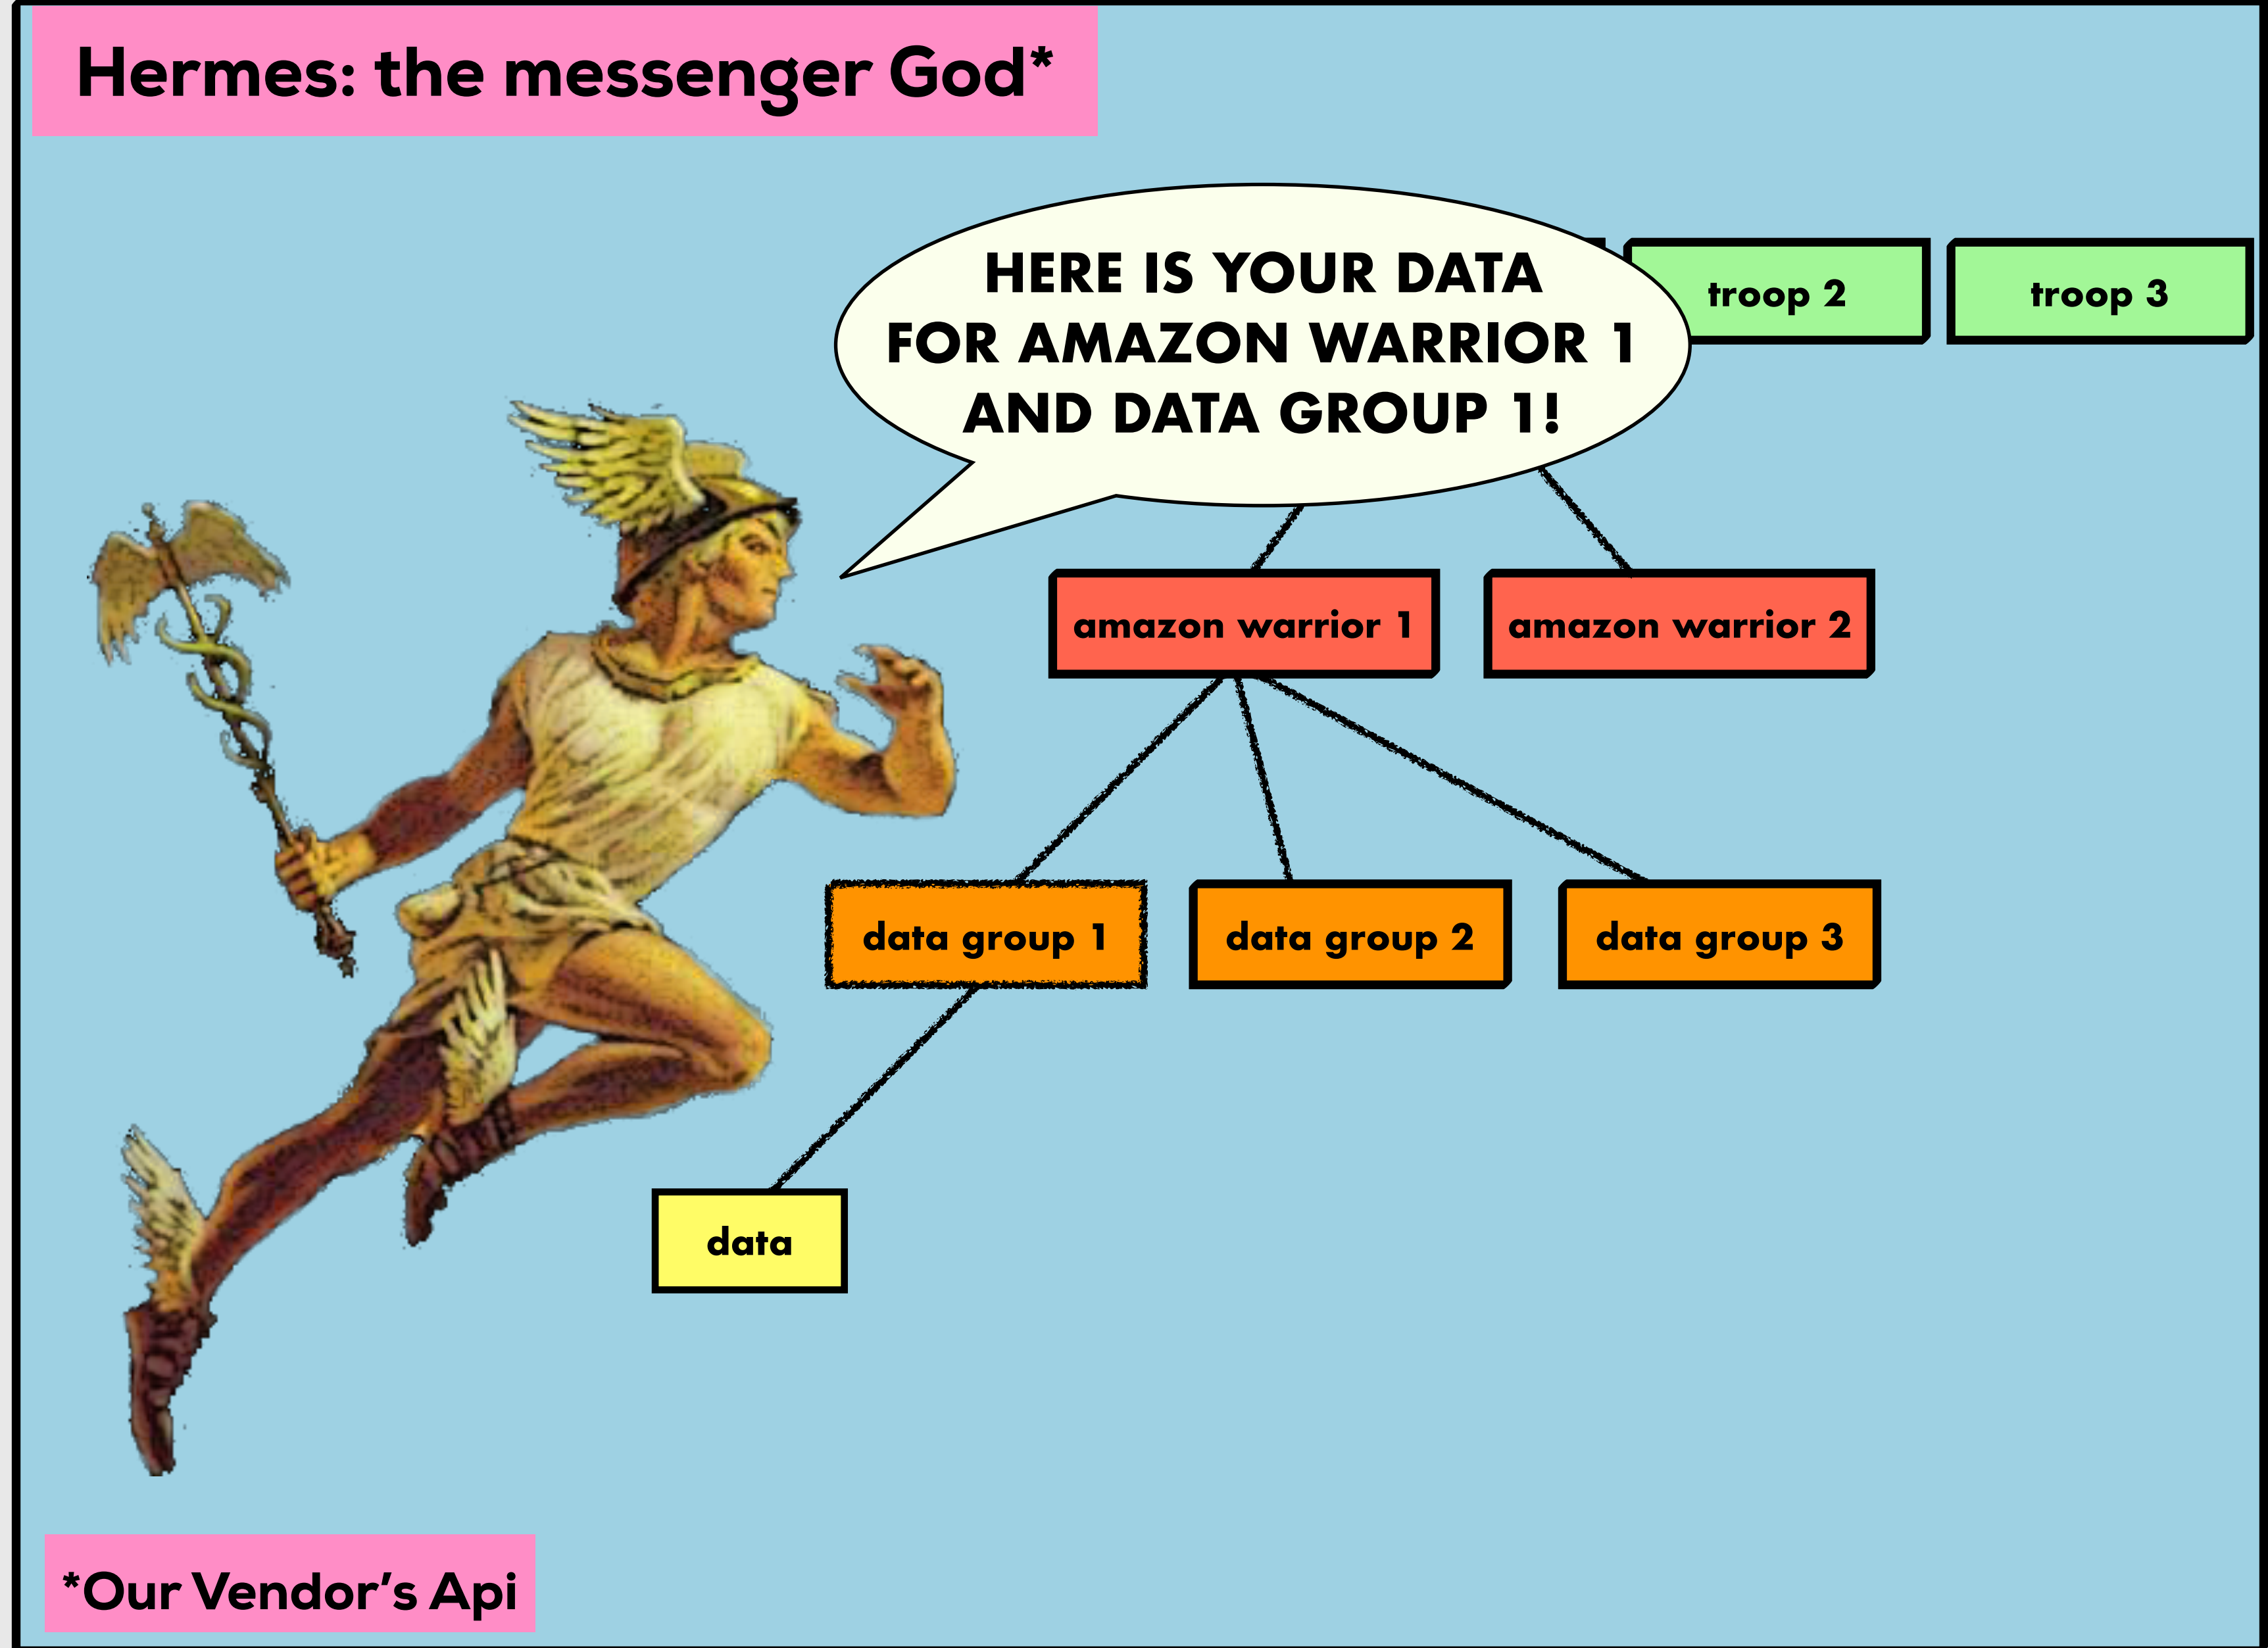 Hermes: the messenger God*
HERE IS YOUR DATA
FOR AMAZON WARRIOR 1
AND DATA GROUP 1!
troop 2
troop 3
amazon warrior 1
amazon warrior 2
data group 1
data group 2
data group 3
data
*Our Vendor's Api